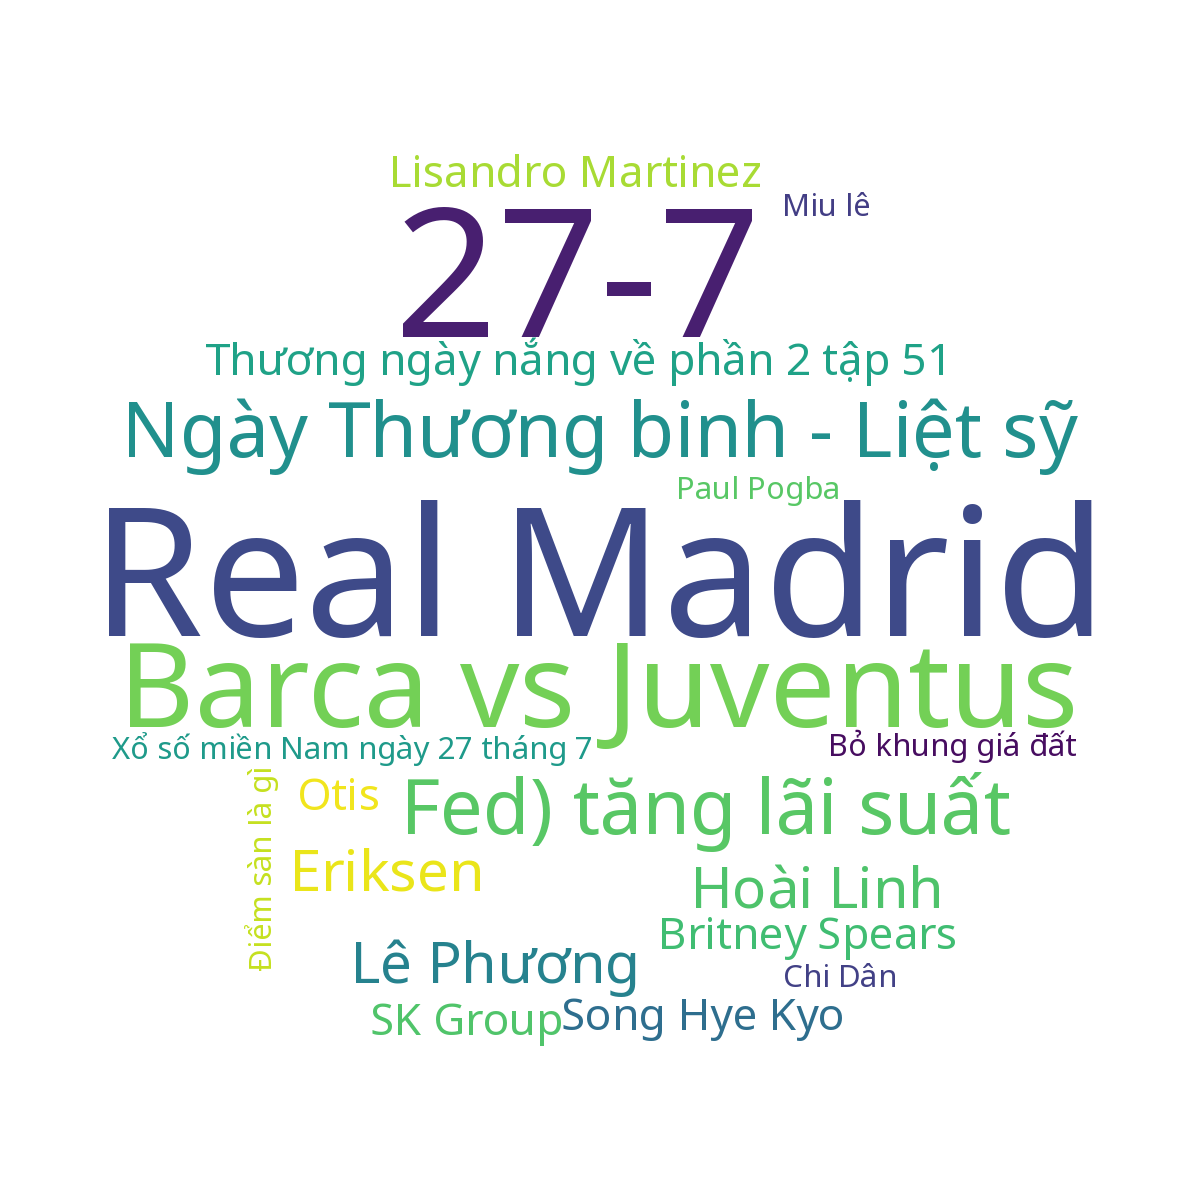 Lisandro Martinez
Miu lê
27-7
Thương ngày nắng về phần 2 tập 51
Ngày Thương binh - Liệt sỹ
Paul Pogba
Real Madrid
Barca vs Juventus
Xổ số miền Nam ngày 27 tháng 7
Bỏ khung giá đất
Điểm sàn là gì
Otis
Fed) tăng lãi suất
Eriksen
Hoài Linh
Britney Spears
Lê Phương
Chi Dân
SK Group
Song Hye Kyo